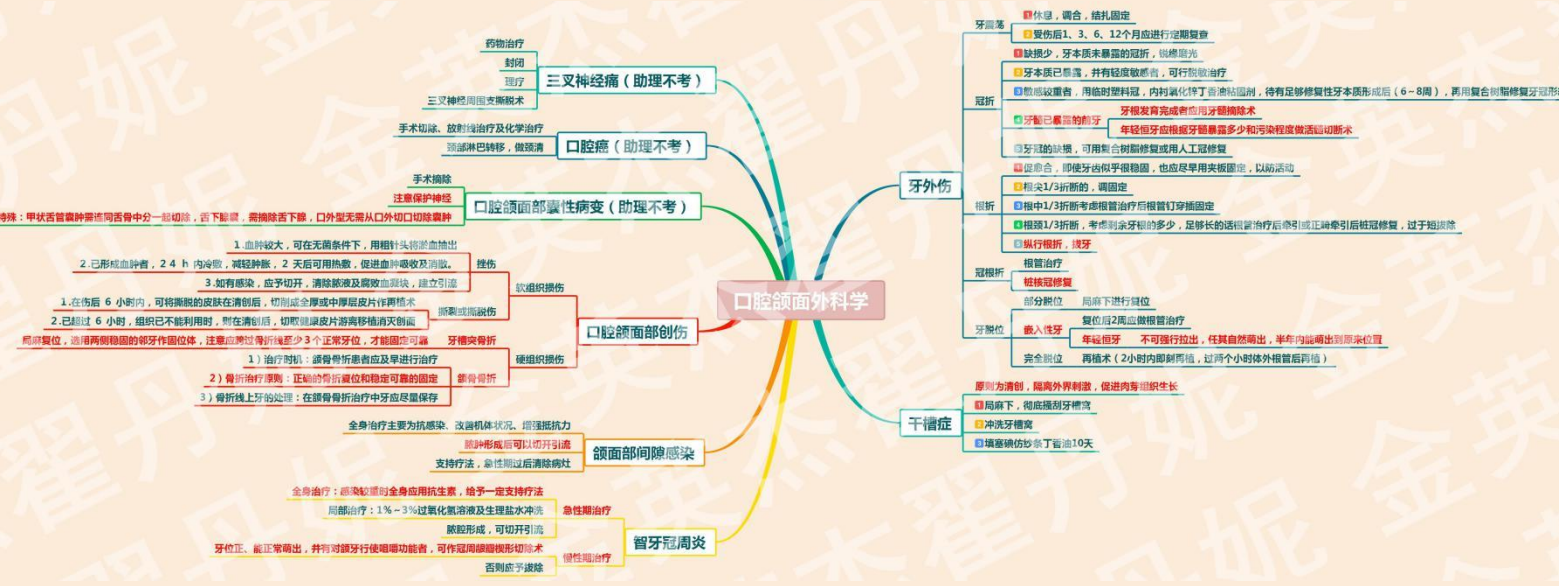 口腔颌面外科学
三叉神经痛（助理不考）
药物治疗
封闭
理疗
三叉神经周围支撕脱术
口腔癌（助理不考）
手术切除、放射线治疗及化学治疗
颈部淋巴转移，做颈清
口腔颌面部囊性病变（助理不考）
手术摘除
注意保护神经
特殊：甲状舌管囊肿需连同舌骨中分一起切除，舌下腺囊，需摘除舌下腺，口外型无需从口外切口切除囊肿
口腔颌面部创伤
软组织损伤
挫伤
1.血肿较大，可在无菌条件下，用粗针头将淤血抽出
2.已形成血肿者，24 h 内冷敷，减轻肿胀，2 天后可用热敷，促进血肿吸收及消散。
3.如有感染，应予切开，清除脓液及腐败血凝块，建立引流
撕裂或撕脱伤
1.在伤后 6 小时内，可将撕脱的皮肤在清创后，切削成全厚或中厚层皮片作再植术
2.已超过 6 小时，组织已不能利用时，则在清创后，切取健康皮片游离移植消灭创面
硬组织损伤
牙槽突骨折
局麻复位，选用两侧稳固的邻牙作固位体，注意应跨过骨折线至少3个正常牙位，才能固定可靠
颌骨骨折
1）治疗时机：颌骨骨折患者应及早进行治疗
2）骨折治疗原则：正确的骨折复位和稳定可靠的固定
3）骨折线上牙的处理：在颌骨骨折治疗中牙应尽量保存
颌面部间隙感染
全身治疗主要为抗感染、改善机体状况、增强抵抗力
脓肿形成后可以切开引流
支持疗法，急性期过后清除病灶
智牙冠周炎
急性期治疗
全身治疗：感染较重时全身应用抗生素，给予一定支持疗法
局部治疗：1%~3%过氧化氢溶液及生理盐水冲洗
脓腔形成，可切开引流
慢性期治疗
牙位正、能正常萌出，并有对颌牙行使咀嚼功能者，可作冠周龈瓣楔形切除术
否则应予拔除
牙外伤
牙震荡
1休息，调合，结扎固定
2受伤后1、3、6、12个月应进行定期复查
冠折
1缺损少，牙本质未暴露的冠折，锐缘磨光
2牙本质已暴露，并有轻度敏感者，可行脱敏治疗
3敏感较重者，用临时塑料冠，内衬氧化锌丁香油粘固剂，待有足够修复性牙本质形成后（6~8周），再用复合树脂修复牙冠形
4牙髓已暴露的前牙
牙根发育完成者应用牙髓摘除术
年轻恒牙应根据牙髓暴露多少和污染程度做活髓切断术
5牙冠的缺损，可用复合树脂修复或用人工冠修复
根折
1促愈合，即使牙齿似乎很稳固，也应尽早用夹板固定，以防活动
2根尖1/3折断的，调固定
3根中1/3折断考虑根管治疗后根管钉穿插固定
4根颈1/3折断，考虑剩余牙根的多少，足够长的话根管治疗后牵引或正畸牵引后桩冠修复，过于短拔除
5纵行根折，拔牙
冠根折
根管治疗
桩核冠修复
牙脱位
部分脱位
局麻下进行复位
嵌入性牙
复位后2周应做根管治疗
年轻恒牙
不可强行拉出，任其自然萌出，半年内能萌出到原来位置
完全脱位
再植术（2小时内即刻再植，过两个小时体外根管后再植）
干槽症
原则为清创，隔离外界刺激，促进肉芽组织生长
1局麻下，彻底搔刮牙槽窝
2冲洗牙槽窝
3填塞碘仿纱条丁香油10天
金英杰
翟丹妮